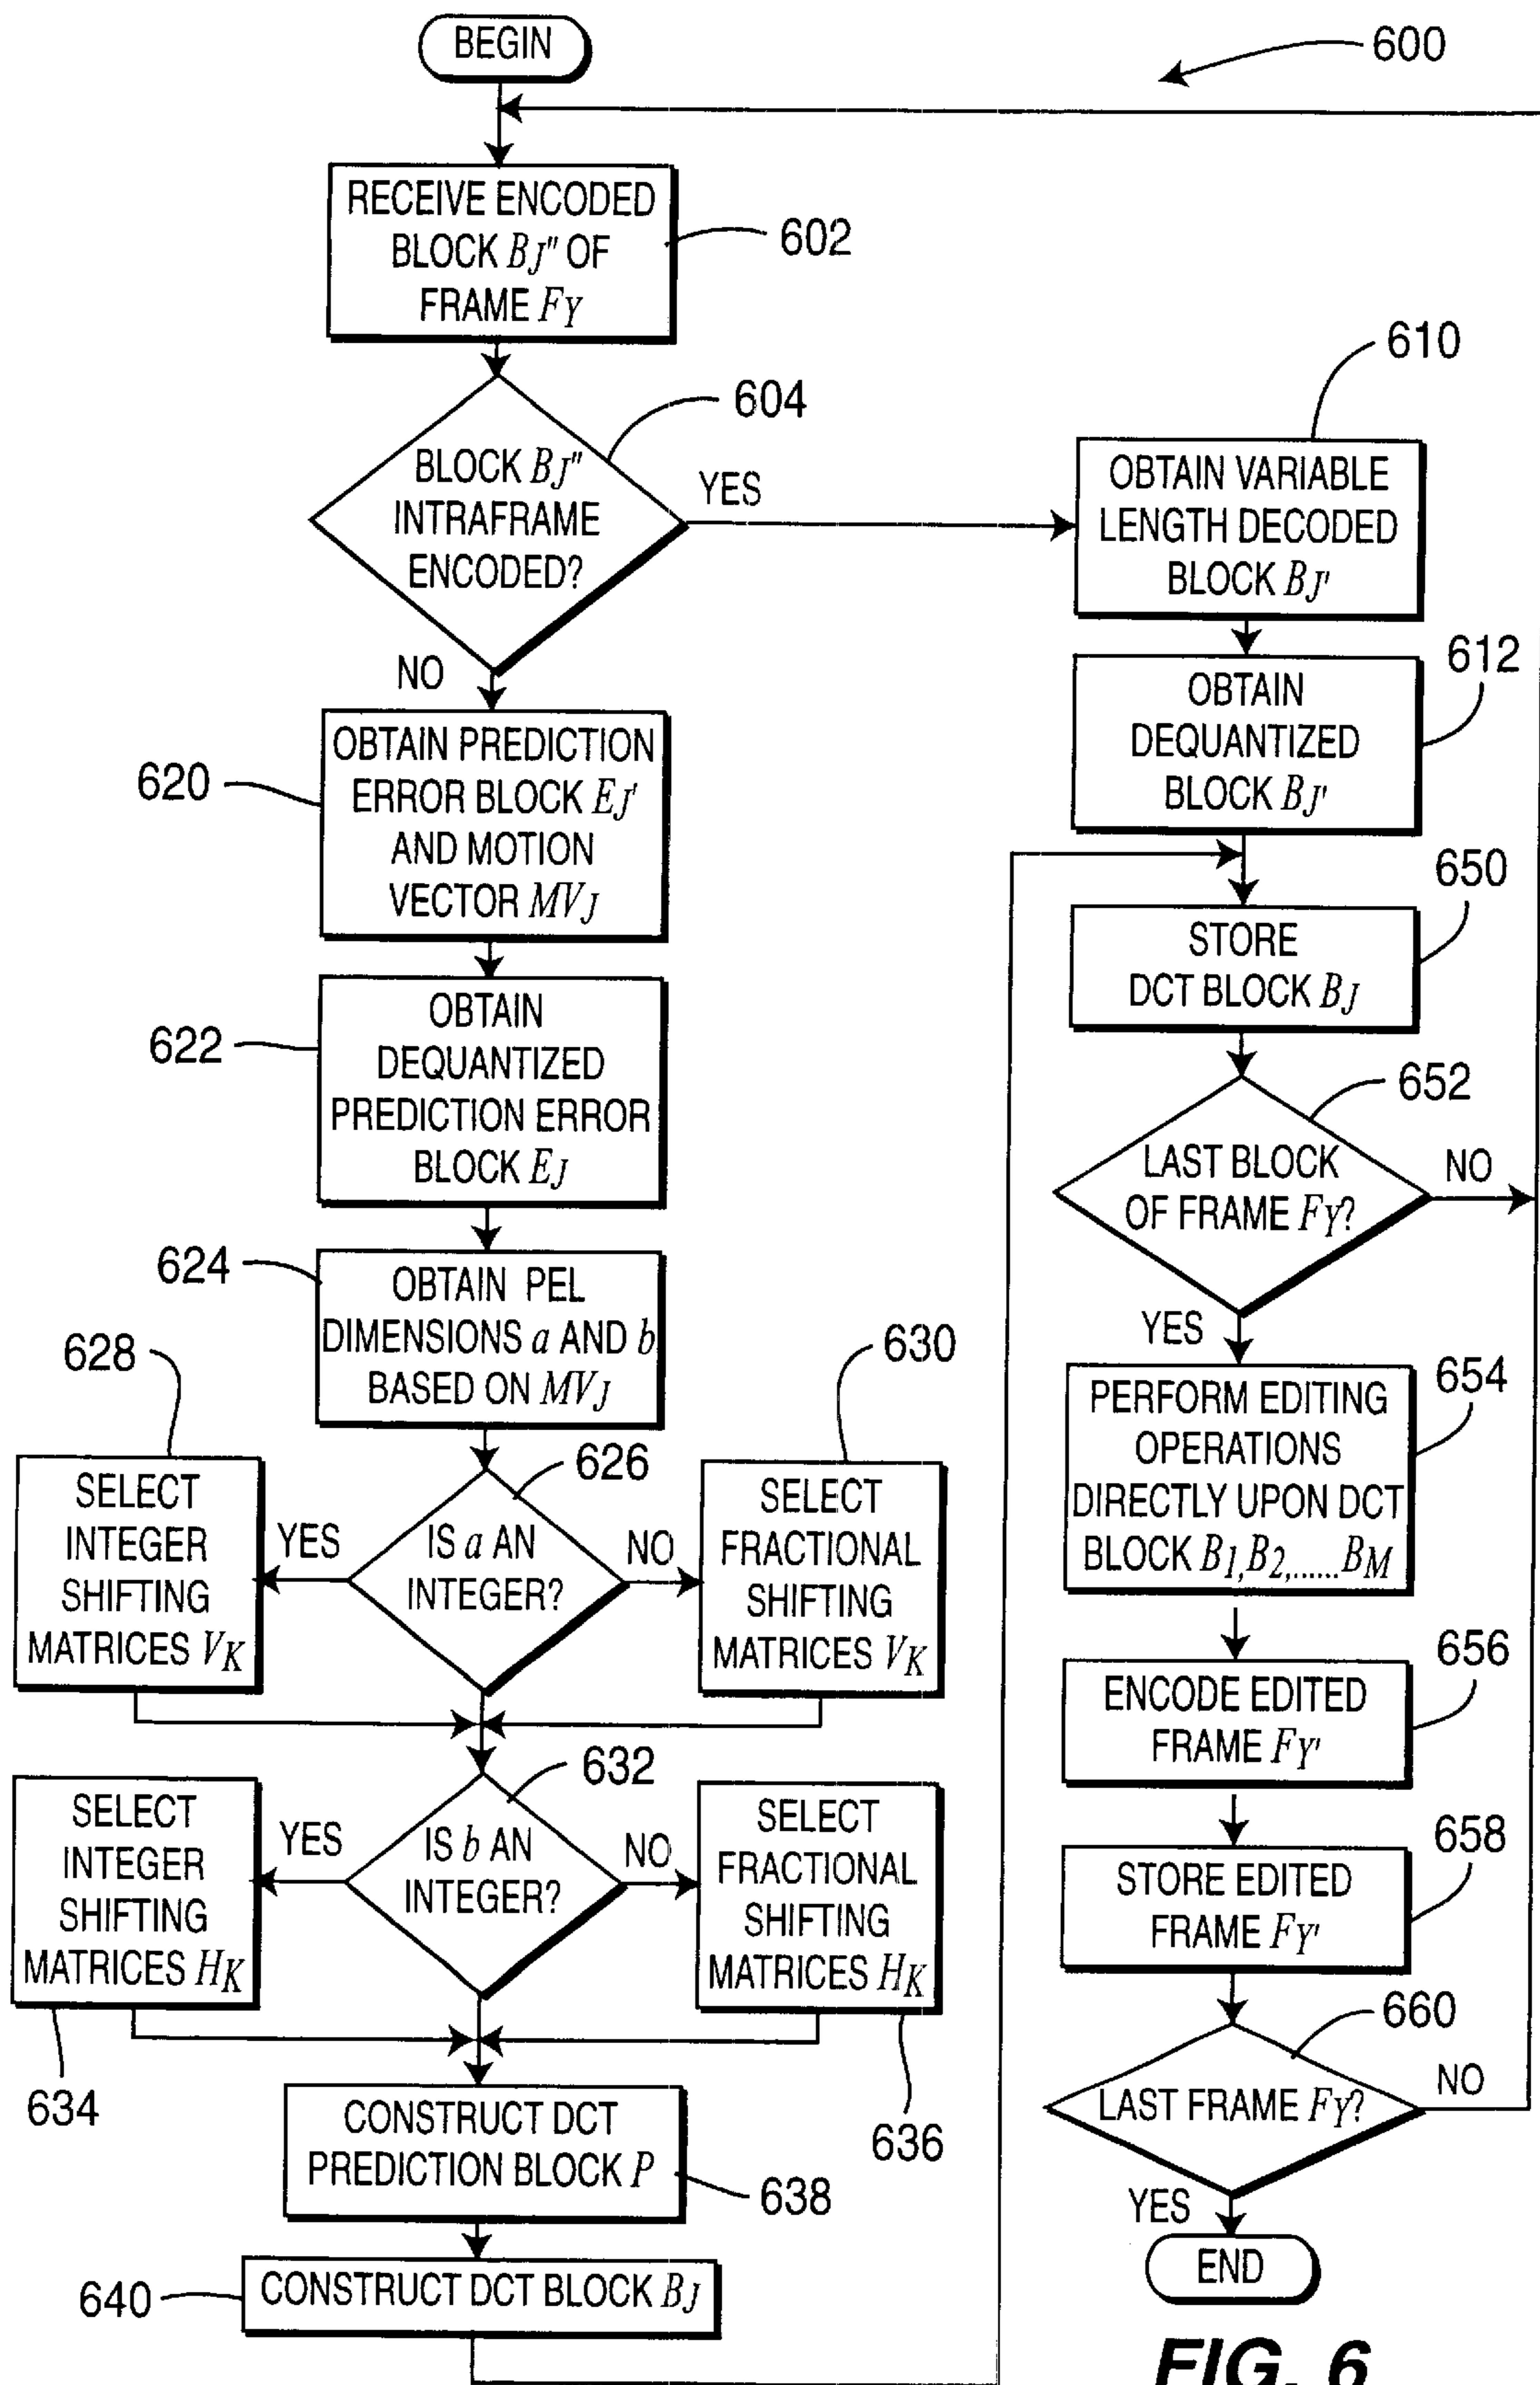 BEGIN
600
RECEIVE ENCODED
BLOCK BJ" OF
FRAME FY
602
604
BLOCK BJ"
INTRAFRAME
ENCODED?
YES
NO
610
OBTAIN VARIABLE
LENGTH DECODED
BLOCK BJ'
612
OBTAIN
DEQUANTIZED
BLOCK BJ'
620
OBTAIN PREDICTION
ERROR BLOCK EJ'
AND MOTION
VECTOR MVJ
622
OBTAIN
DEQUANTIZED
PREDICTION ERROR
BLOCK EJ
624
OBTAIN PEL
DIMENSIONS a AND b
BASED ON MVJ
626
IS a AN
INTEGER?
YES
NO
628
SELECT
INTEGER
SHIFTING
MATRICES VK
630
SELECT
FRACTIONAL
SHIFTING
MATRICES VK
632
IS b AN
INTEGER?
YES
NO
SELECT
INTEGER
SHIFTING
MATRICES HK
634
SELECT
FRACTIONAL
SHIFTING
MATRICES HK
636
CONSTRUCT DCT
PREDICTION BLOCK P
638
640
CONSTRUCT DCT BLOCK BJ
650
STORE
DCT BLOCK BJ
652
LAST BLOCK
OF FRAME FY?
NO
YES
654
PERFORM EDITING
OPERATIONS
DIRECTLY UPON DCT
BLOCK B1,B2,......BM
656
ENCODE EDITED
FRAME FY'
658
STORE EDITED
FRAME FY'
660
LAST FRAME FY?
NO
YES
END
FIG. 6